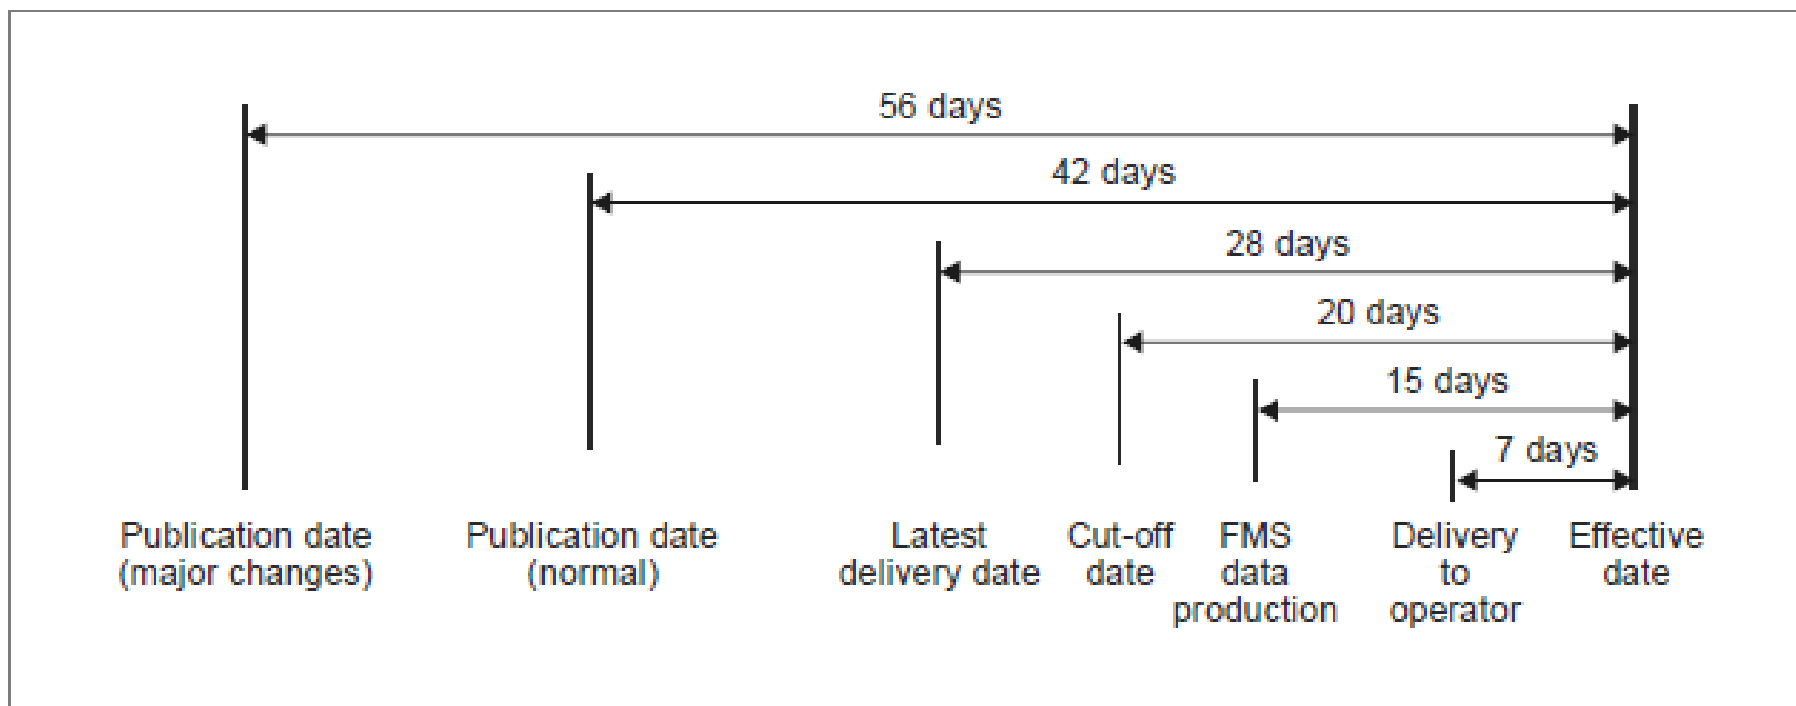 56 days
42 days
28 days
20 days
15 days
7 days
Publication date
(major changes)
Publication date
(normal)
Latest
delivery date
Cut-off
date
FMS
data
production
Delivery
to
operator
Effective
date